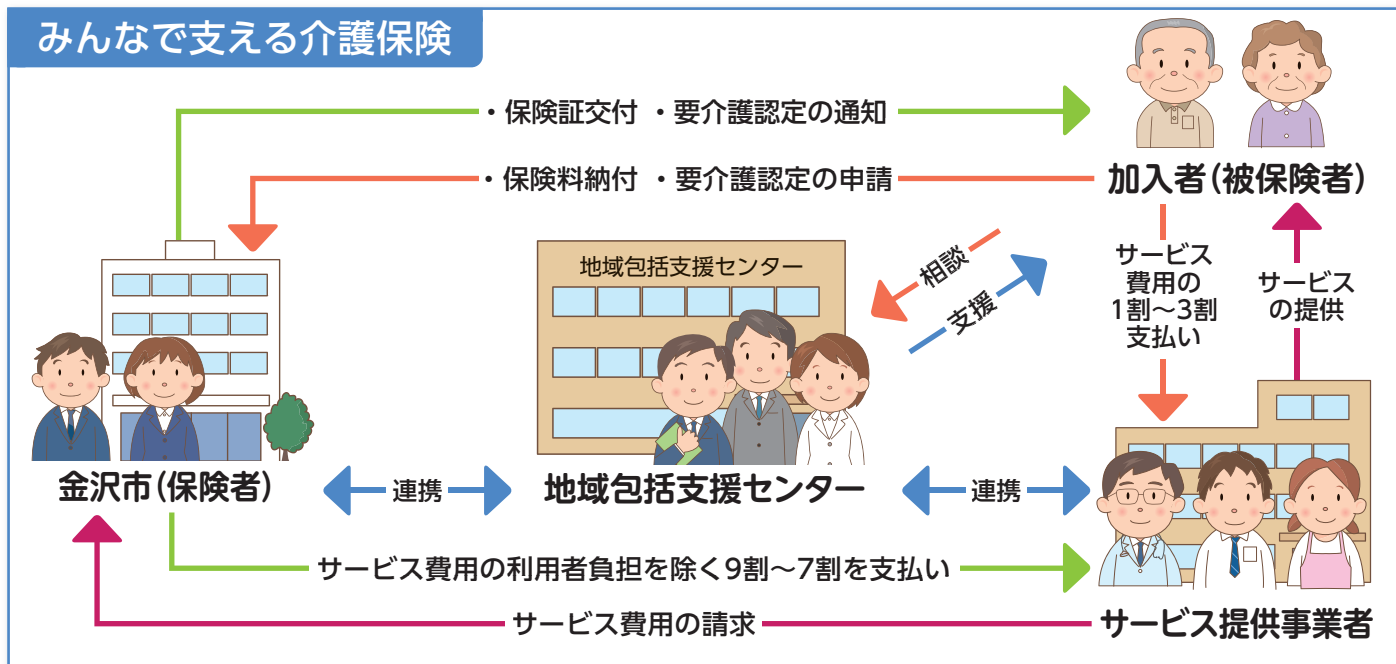 みんなで支える介護保険
・保険証交付 ・要介護認定の通知
・保険料納付 ・要介護認定の申請
加入者(被保険者)
地域包括支援センター
相談
支援
サービス
費用の
1割～3割
支払い
サービス
の提供
金沢市(保険者)
連携
地域包括支援センター
連携
サービス費用の利用者負担を除く9割～7割を支払い
サービス費用の請求
サービス提供事業者